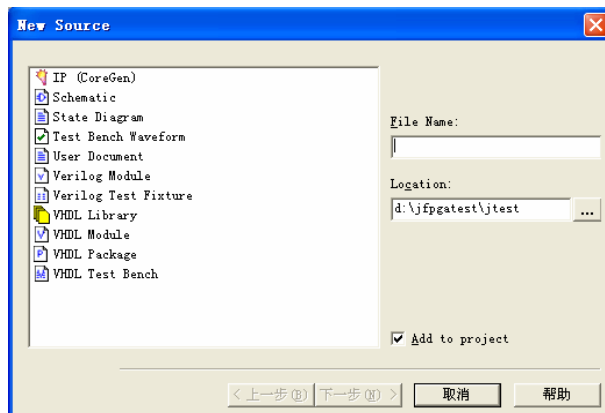 New Source
IP (CoreGen)
Schematic
State Diagram
Test Bench Waveform
User Document
Verilog Module
Verilog Test Fixture
VHDL Library
VHDL Module
VHDL Package
VHDL Test Bench
File Name:
Location:
d:\jfpgatest\jtest
...
Add to project
< 上一步(B)
下一步(N) >
取消
帮助